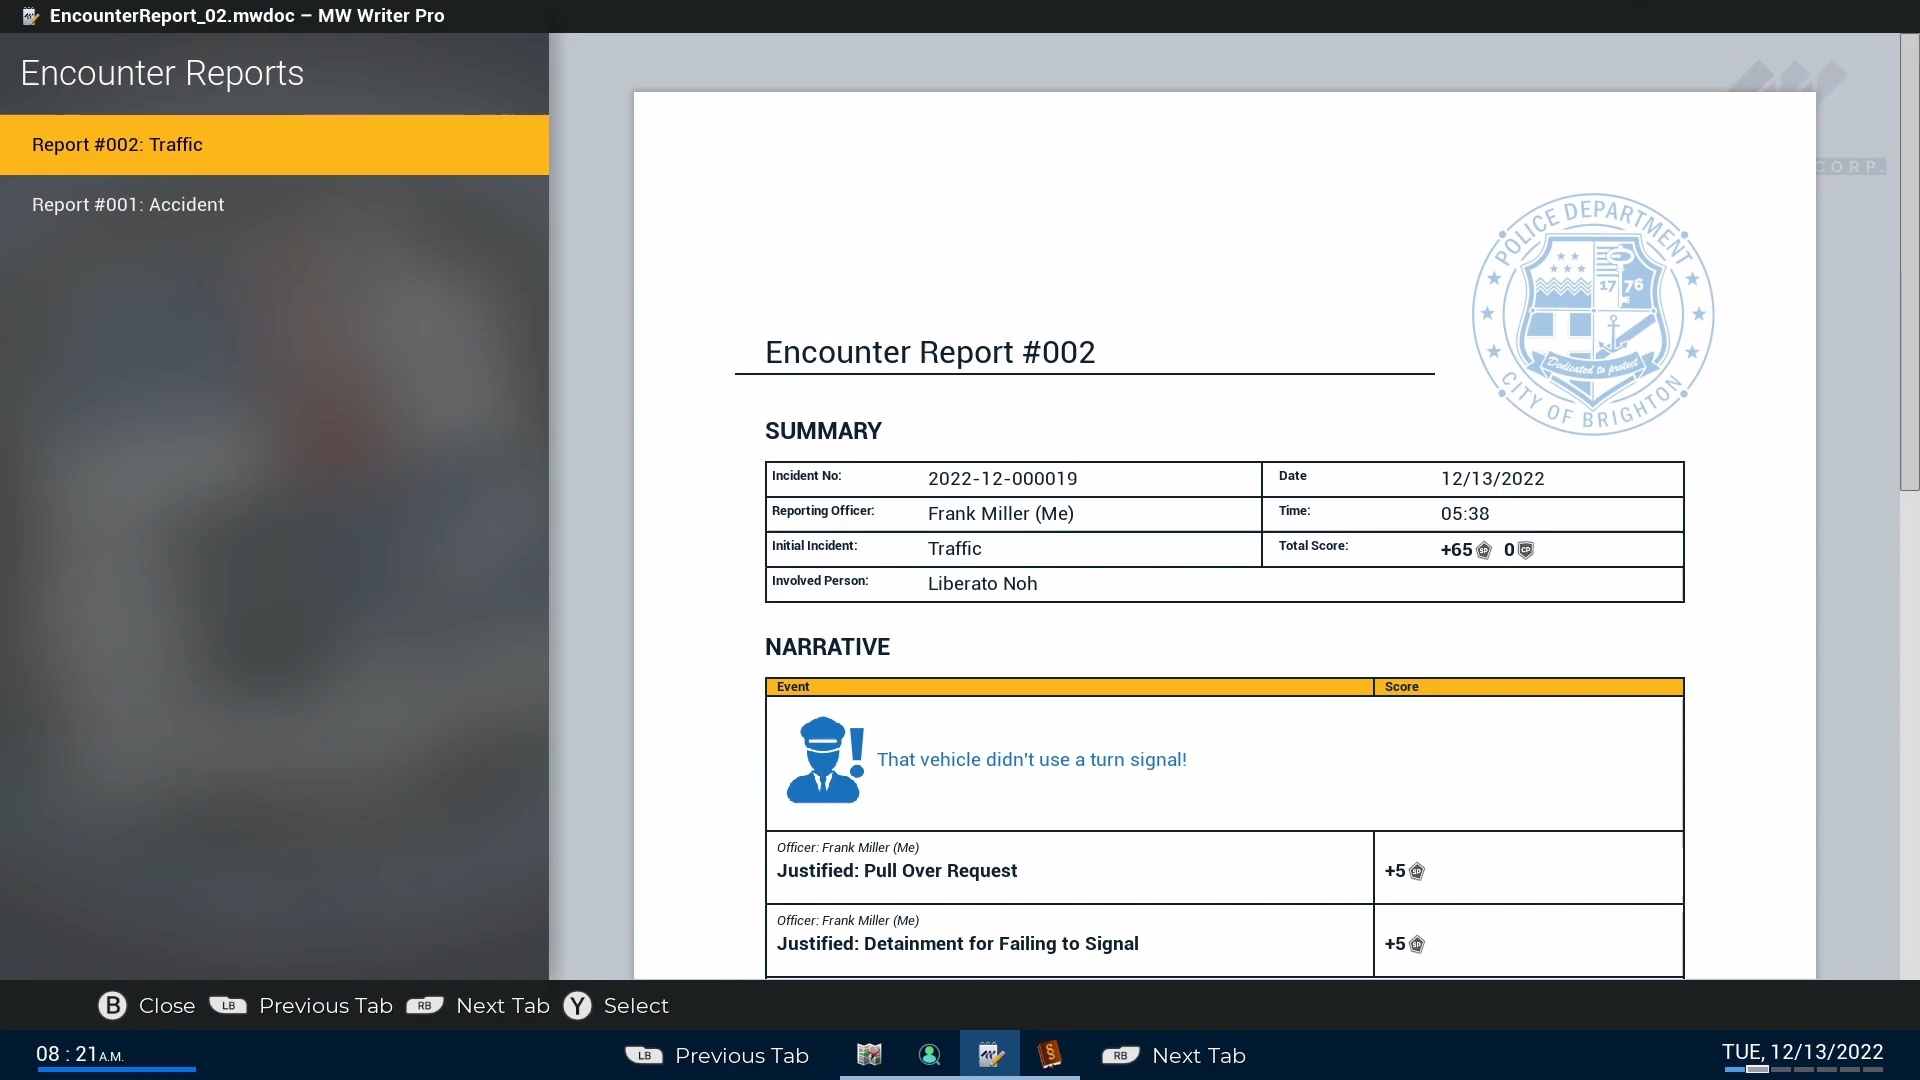 EncounterReport_02.mwdoc – MW Writer Pro
Encounter Reports
Report #002: Traffic
Report #001: Accident
CORP.
POLICE DEPARTMENT
17 76
Dedicated to protect
CITY OF BRIGHTON
Encounter Report #002
SUMMARY
Incident No: 2022-12-000019 Date 12/13/2022
Reporting Officer: Frank Miller (Me) Time: 05:38
Initial Incident: Traffic Total Score: +65 SP 0 CP
Involved Person: Liberato Noh
NARRATIVE
Event Score
That vehicle didn't use a turn signal!
Officer: Frank Miller (Me)
Justified: Pull Over Request +5 SP
Officer: Frank Miller (Me)
Justified: Detainment for Failing to Signal +5 SP
B Close LB Previous Tab RB Next Tab Y Select
08 : 21 A.M. LB Previous Tab § RB Next Tab TUE, 12/13/2022